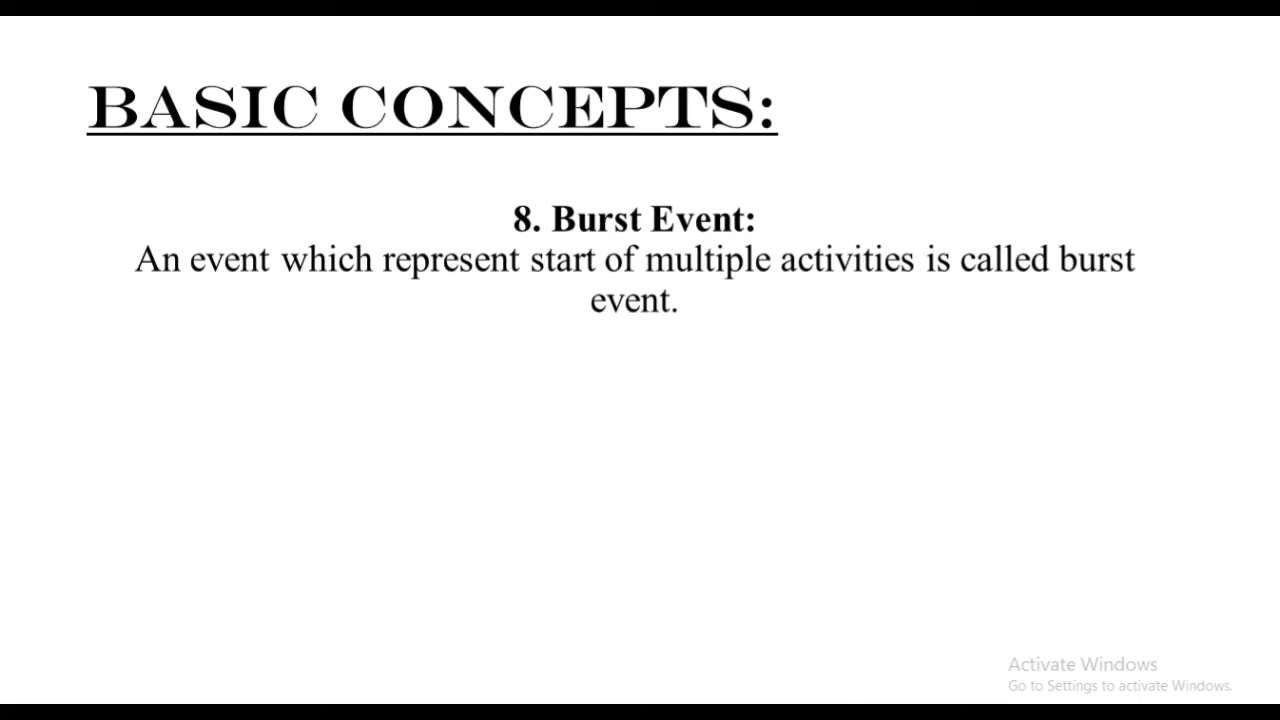 BASIC CONCEPTS:
8. Burst Event:
An event which represent start of multiple activities is called burst
event.
Activate Windows
Go to Settings to activate Windows.